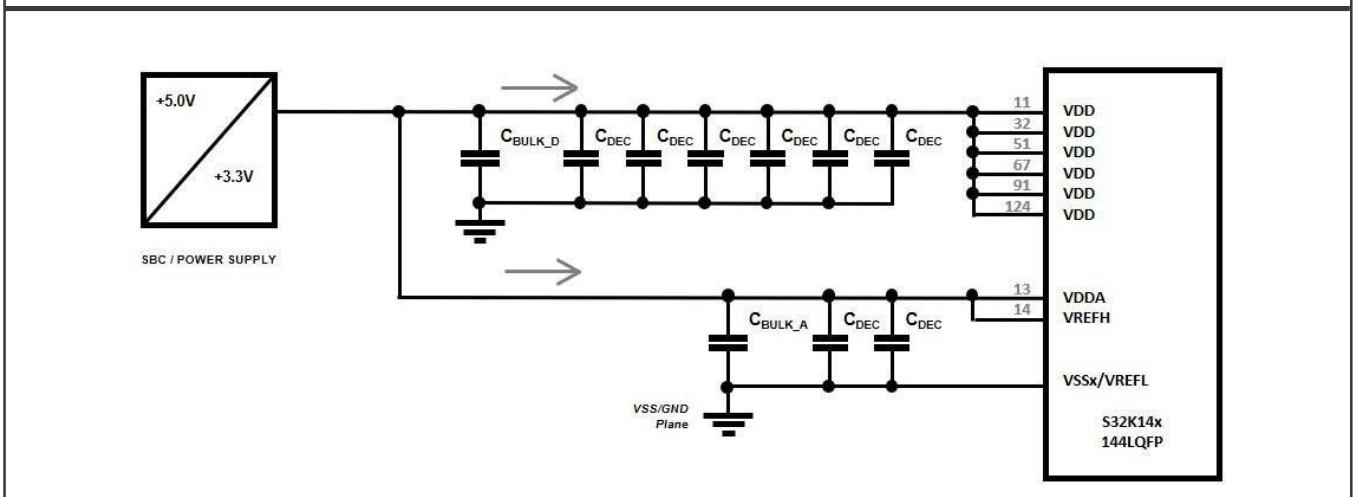 +5.0V
+3.3V
SBC / POWER SUPPLY
CBULK_D CDEC CDEC CDEC CDEC CDEC CDEC
11 VDD
32 VDD
51 VDD
67 VDD
91 VDD
124 VDD
13 VDDA
14 VREFH
CBULK_A CDEC CDEC
VSSx/VREFL
VSS/GND
Plane
S32K14x
144LQFP